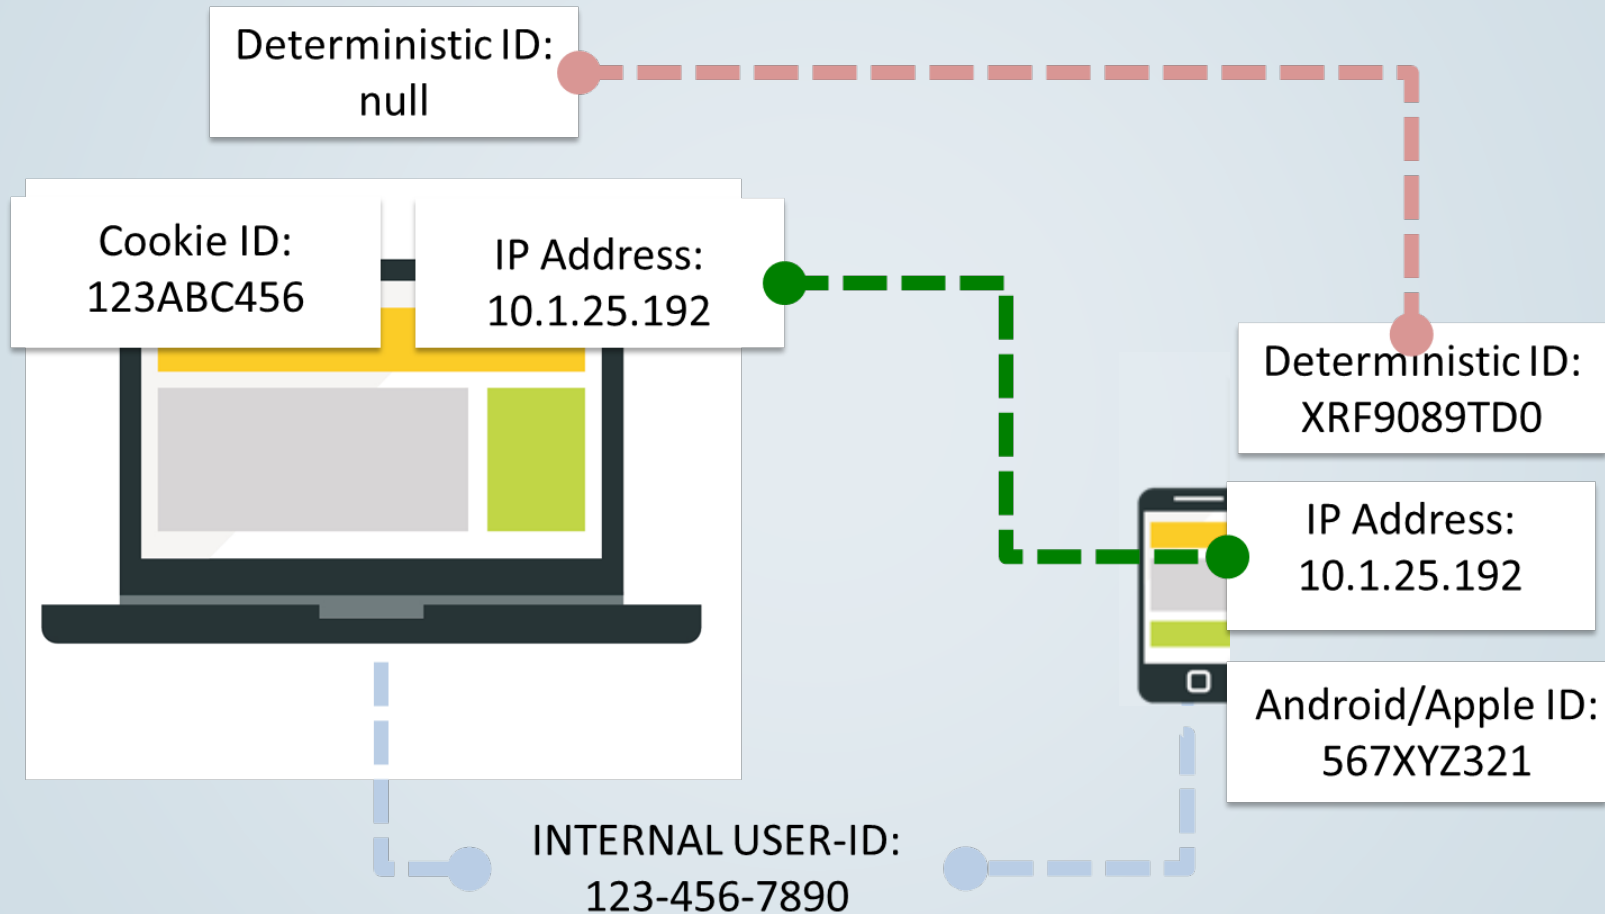 Deterministic ID:
null
Cookie ID:
123ABC456
IP Address:
10.1.25.192
Deterministic ID:
XRF9089TD0
IP Address:
10.1.25.192
Android/Apple ID:
567XYZ321
INTERNAL USER-ID:
123-456-7890